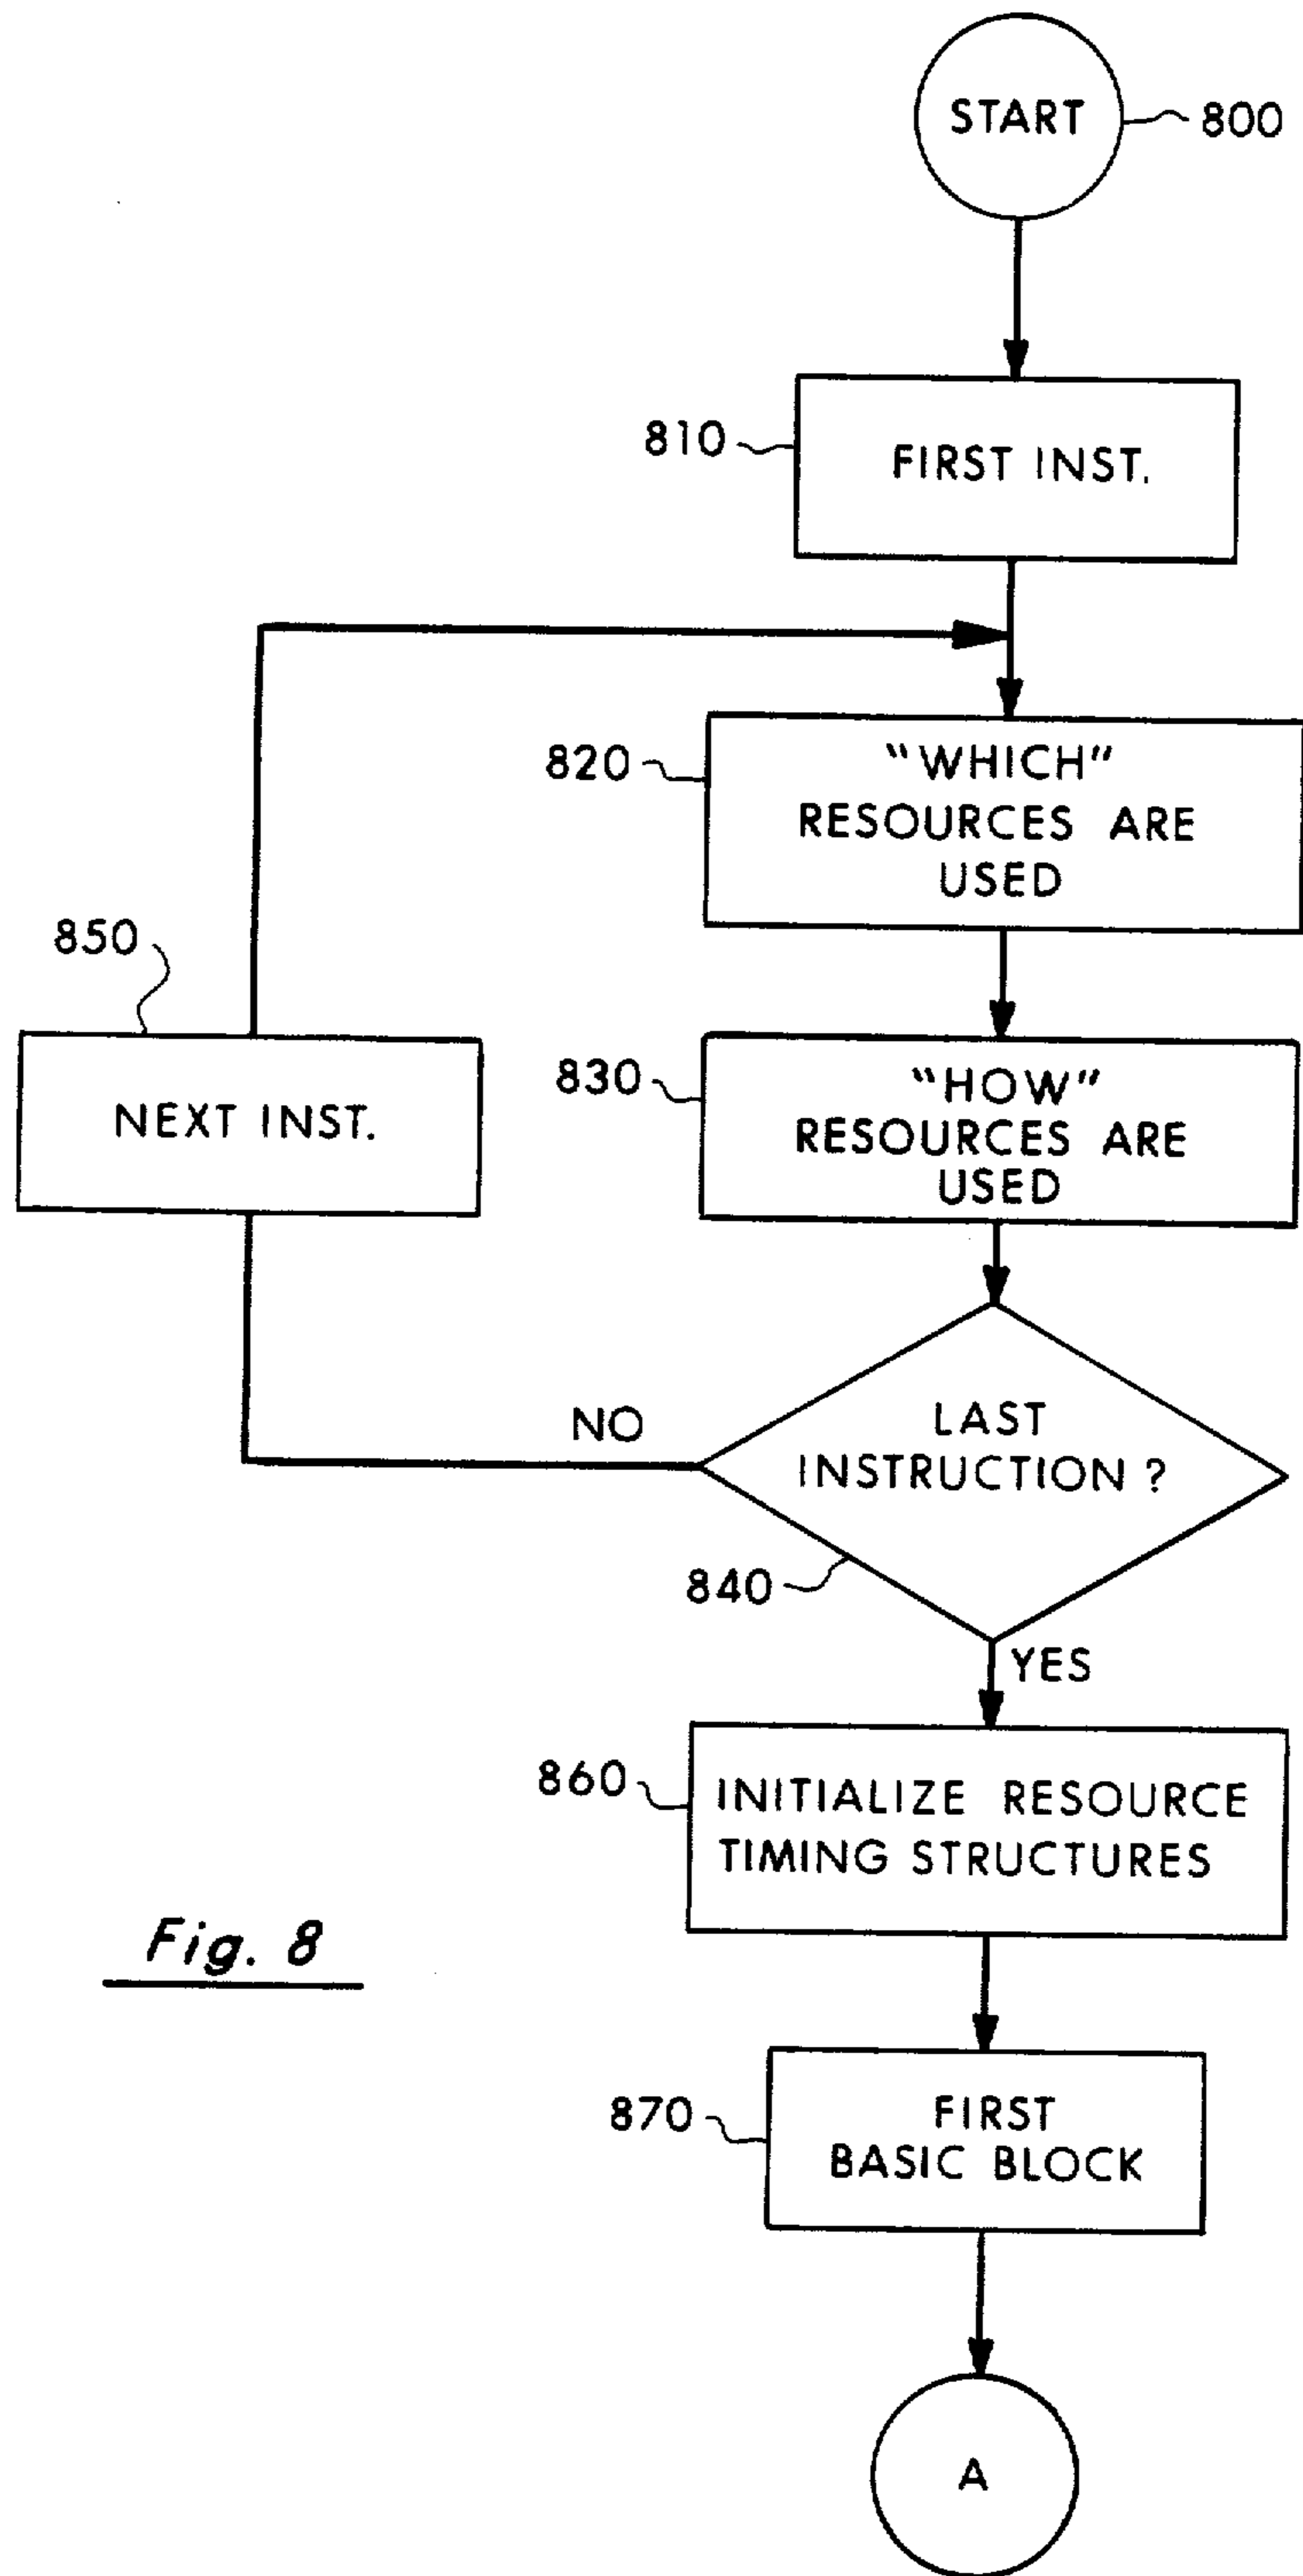 START
800
810
FIRST INST.
820
"WHICH"
RESOURCES ARE
USED
850
NEXT INST.
830
"HOW"
RESOURCES ARE
USED
NO
LAST
INSTRUCTION ?
840
YES
860
INITIALIZE RESOURCE
TIMING STRUCTURES
Fig. 8
870
FIRST
BASIC BLOCK
A